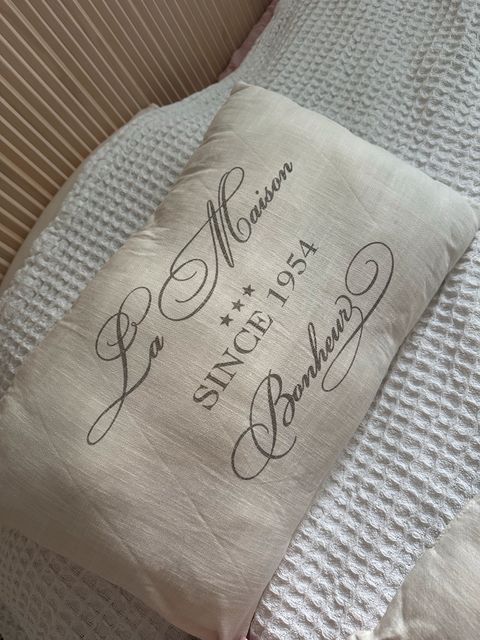 La Maison
★★★
SINCE 1954
Bonheur